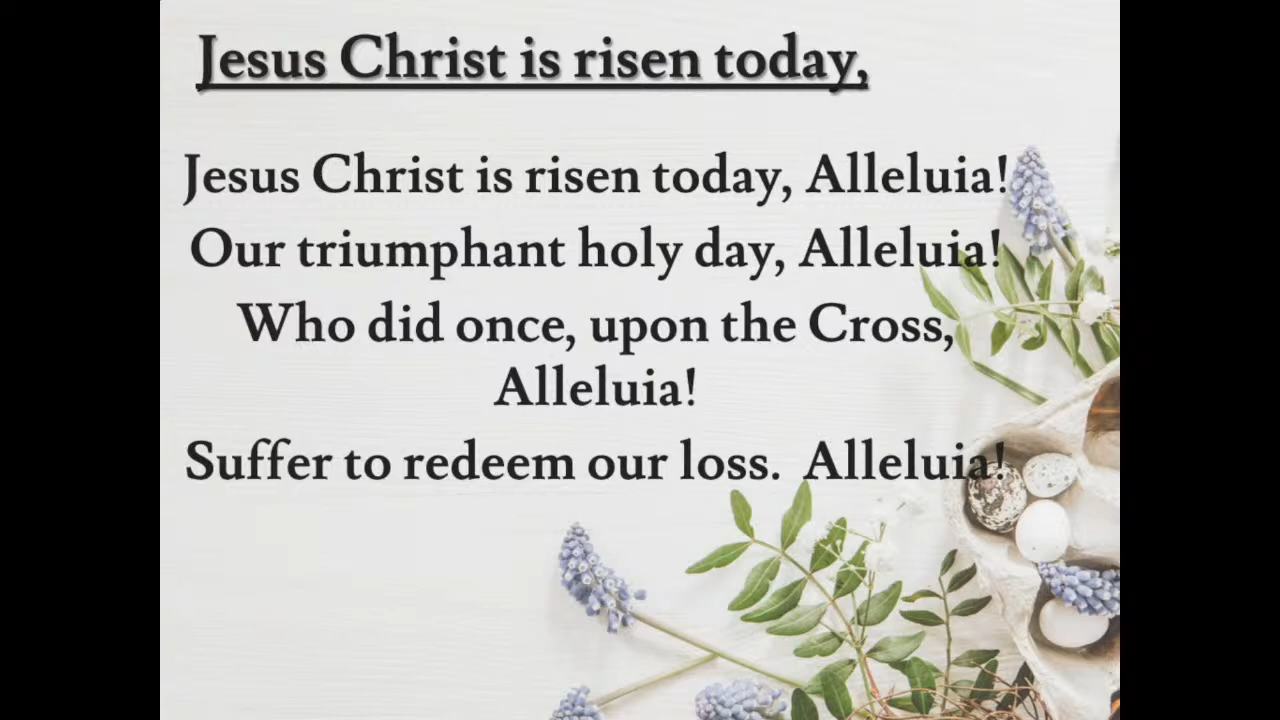 Jesus Christ is risen today,
Jesus Christ is risen today, Alleluia!
Our triumphant holy day, Alleluia!
Who did once, upon the Cross,
Alleluia!
Suffer to redeem our loss.  Alleluia!